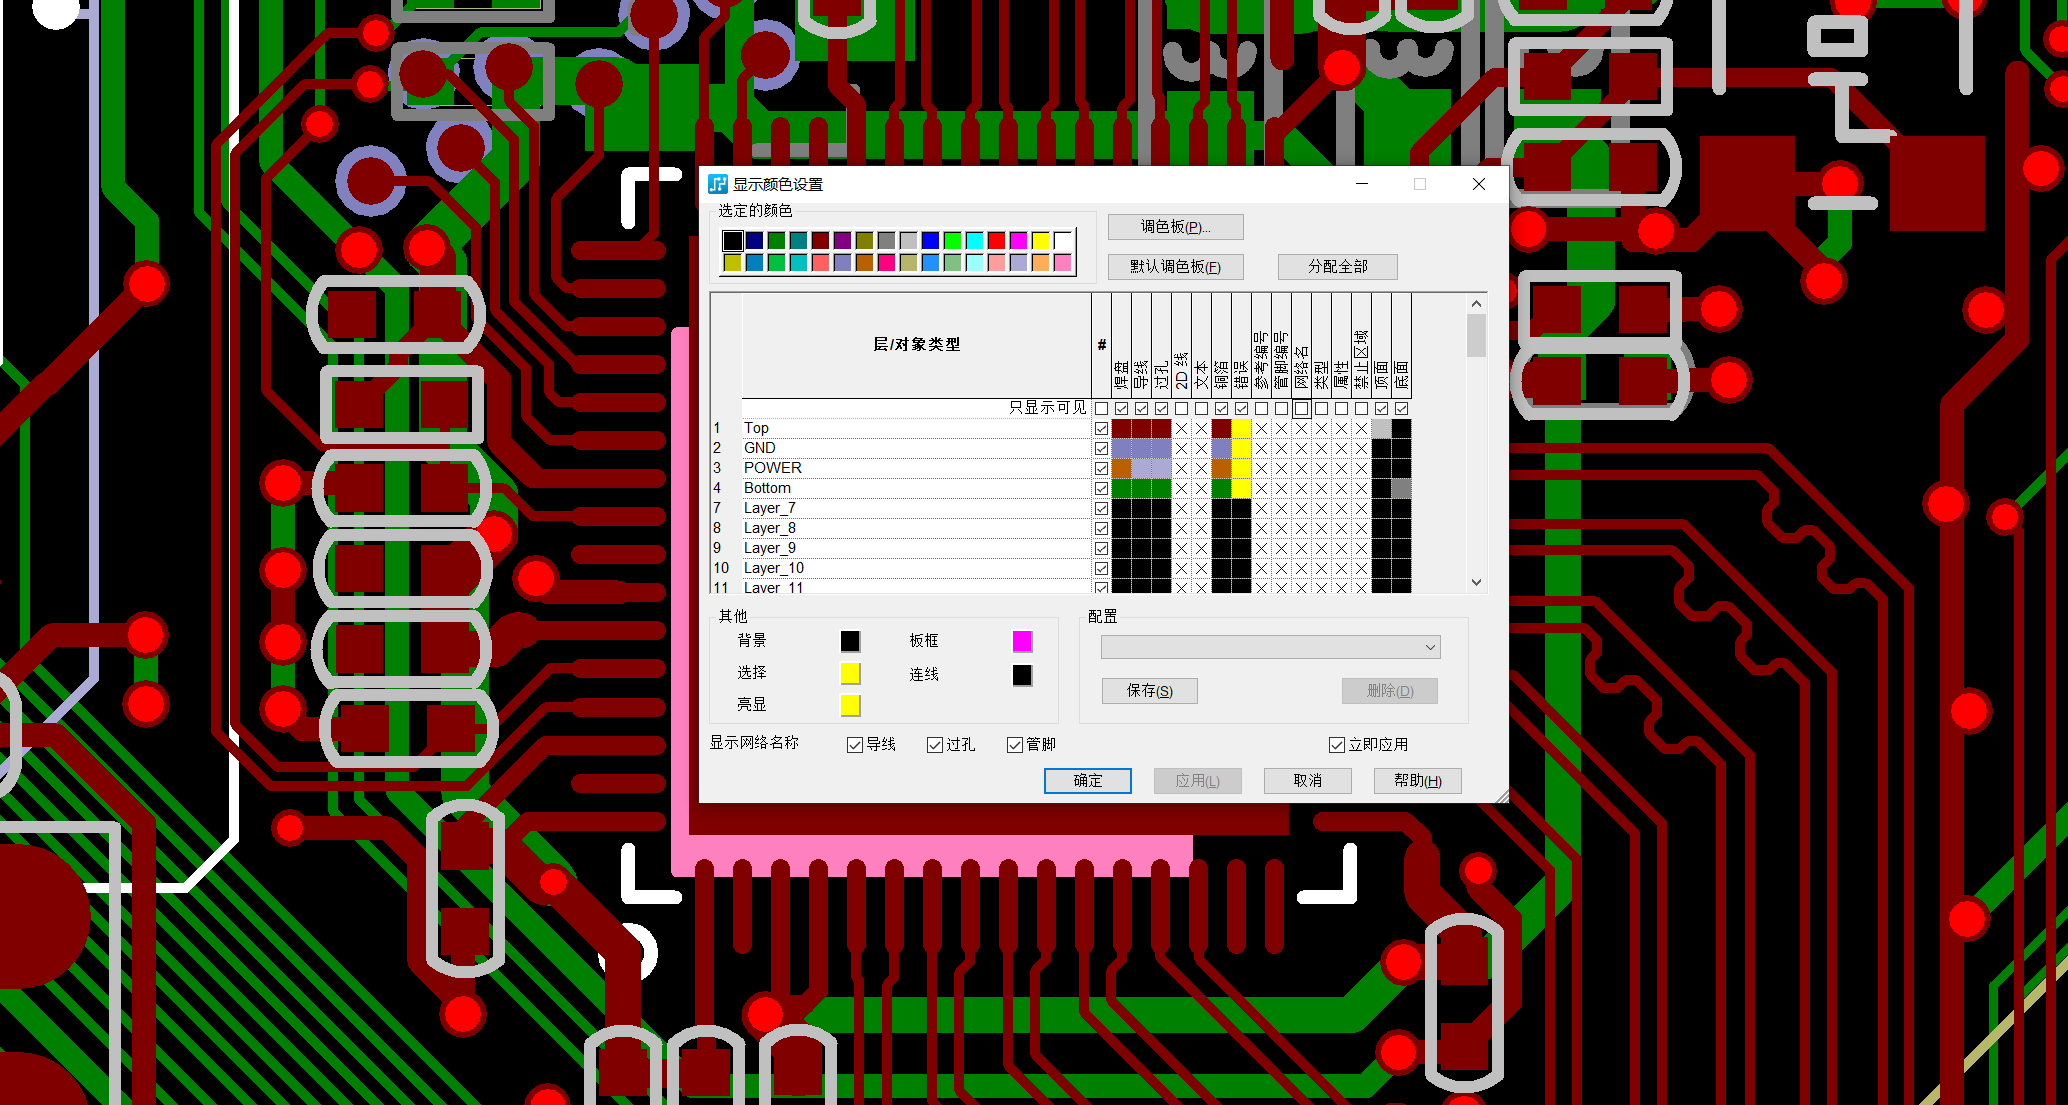 显示颜色设置
选定的颜色
调色板(P)...
默认调色板(F)
分配全部
层/对象类型
#
焊盘
导线
过孔
2D 线
文本
铜箔
错误
参考编号
管脚编号
网络名
类型
属性
禁止区域
顶面
底面
只显示可见
1 Top
2 GND
3 POWER
4 Bottom
7 Layer_7
8 Layer_8
9 Layer_9
10 Layer_10
11 Layer_11
其他
背景
板框
选择
连线
亮显
配置
保存(S)
删除(D)
显示网络名称
导线
过孔
管脚
立即应用
确定
应用(L)
取消
帮助(H)